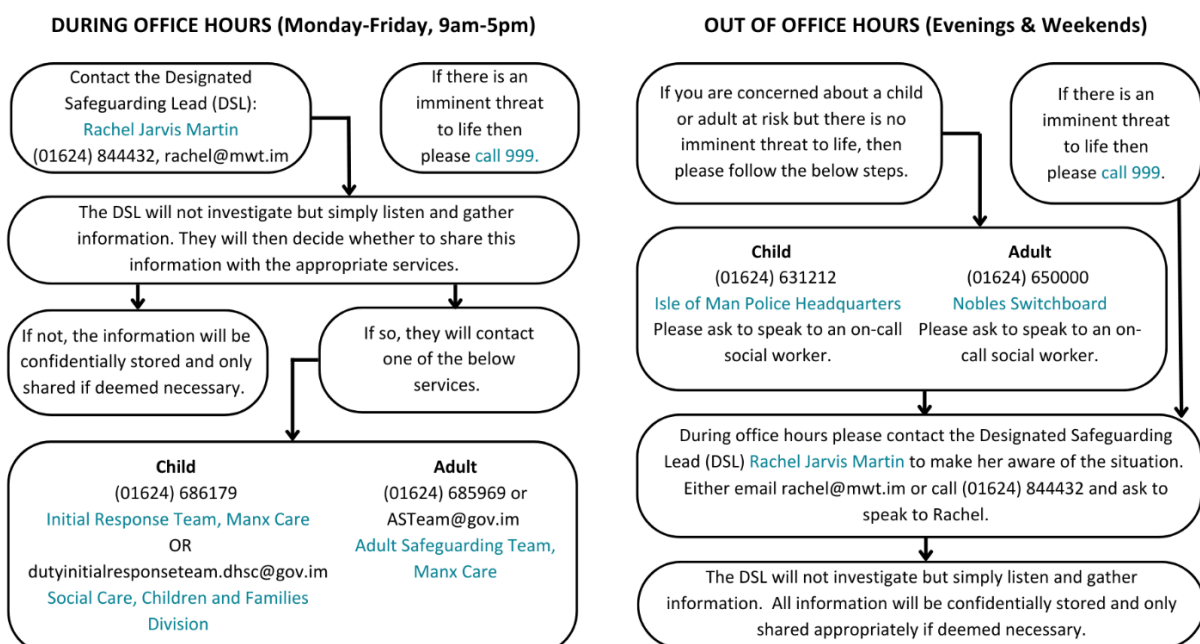 DURING OFFICE HOURS (Monday-Friday, 9am-5pm)
Contact the Designated
Safeguarding Lead (DSL):
Rachel Jarvis Martin
(01624) 844432, rachel@mwt.im
If there is an
imminent threat
to life then
please call 999.
The DSL will not investigate but simply listen and gather
information. They will then decide whether to share this
information with the appropriate services.
If not, the information will be
confidentially stored and only
shared if deemed necessary.
If so, they will contact
one of the below
services.
Child
(01624) 686179
Initial Response Team, Manx Care
OR
dutyinitialresponseteam.dhsc@gov.im
Social Care, Children and Families
Division
Adult
(01624) 685969 or
ASTeam@gov.im
Adult Safeguarding Team,
Manx Care
OUT OF OFFICE HOURS (Evenings & Weekends)
If you are concerned about a child
or adult at risk but there is no
imminent threat to life, then
please follow the below steps.
If there is an
imminent threat
to life then
please call 999.
Child
(01624) 631212
Isle of Man Police Headquarters
Please ask to speak to an on-call
social worker.
Adult
(01624) 650000
Nobles Switchboard
Please ask to speak to an on-
call social worker.
During office hours please contact the Designated Safeguarding
Lead (DSL) Rachel Jarvis Martin to make her aware of the situation.
Either email rachel@mwt.im or call (01624) 844432 and ask to
speak to Rachel.
The DSL will not investigate but simply listen and gather
information.  All information will be confidentially stored and only
shared appropriately if deemed necessary.